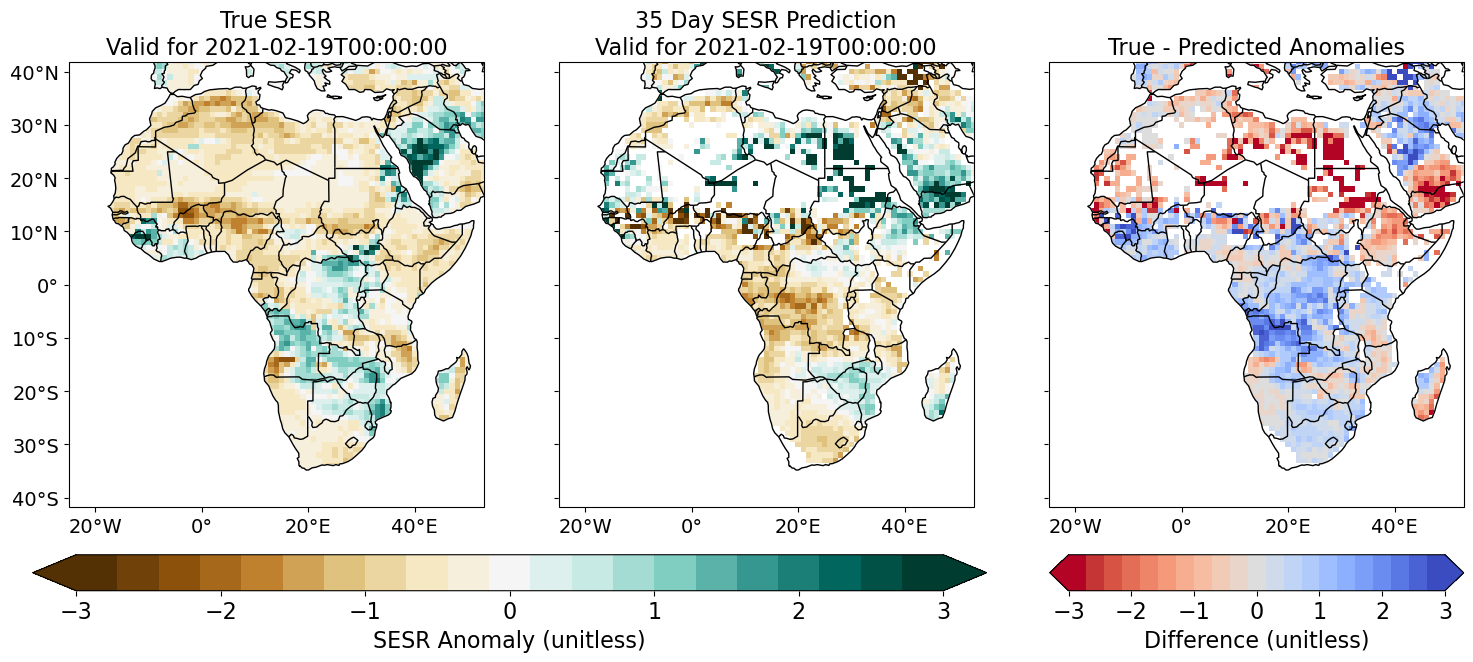 True SESR
Valid for 2021-02-19T00:00:00
35 Day SESR Prediction
Valid for 2021-02-19T00:00:00
True - Predicted Anomalies
40°N
30°N
20°N
10°N
0°
10°S
20°S
30°S
40°S
20°W 0° 20°E 40°E
20°W 0° 20°E 40°E
20°W 0° 20°E 40°E
−3 −2 −1 0 1 2 3
SESR Anomaly (unitless)
−3 −2 −1 0 1 2 3
Difference (unitless)